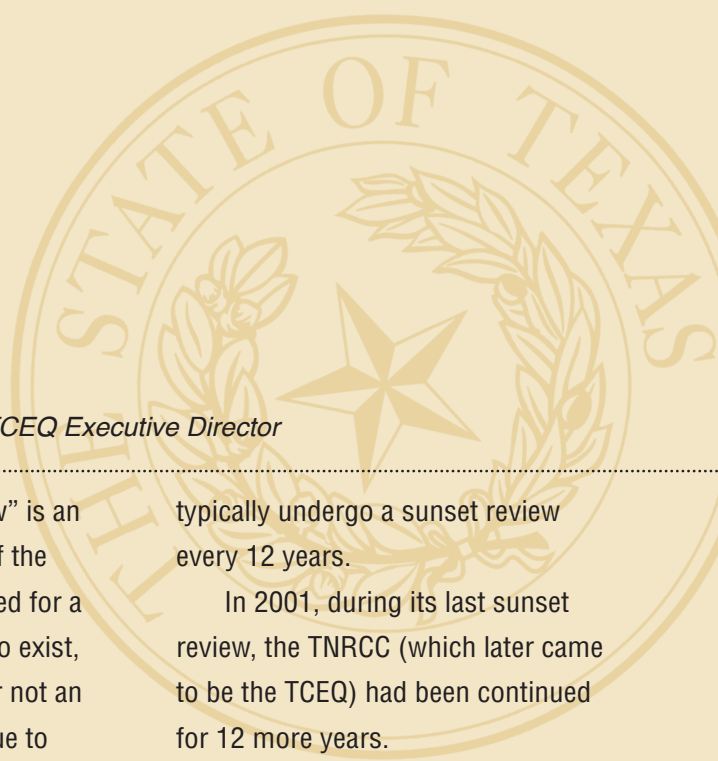 THE STATE OF TEXAS
TCEQ Executive Director
is an
the
ed for a
o exist,
not an
ue to
typically undergo a sunset review
every 12 years.
In 2001, during its last sunset
review, the TNRCC (which later came
to be the TCEQ) had been continued
for 12 more years.